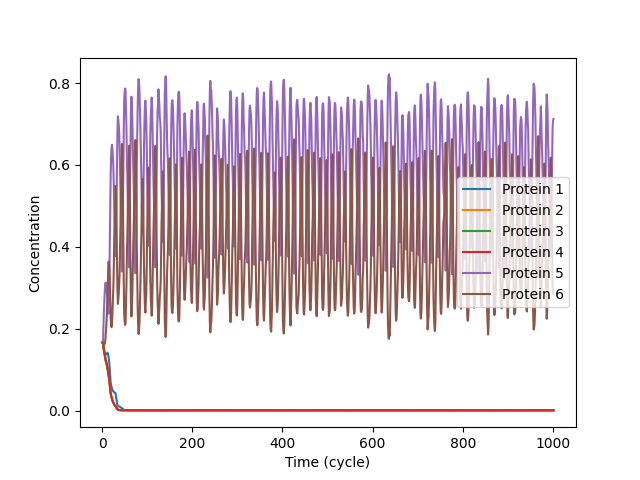 0.8
0.6
0.4
0.2
0.0
Concentration
Protein 1
Protein 2
Protein 3
Protein 4
Protein 5
Protein 6
0 200 400 600 800 1000
Time (cycle)